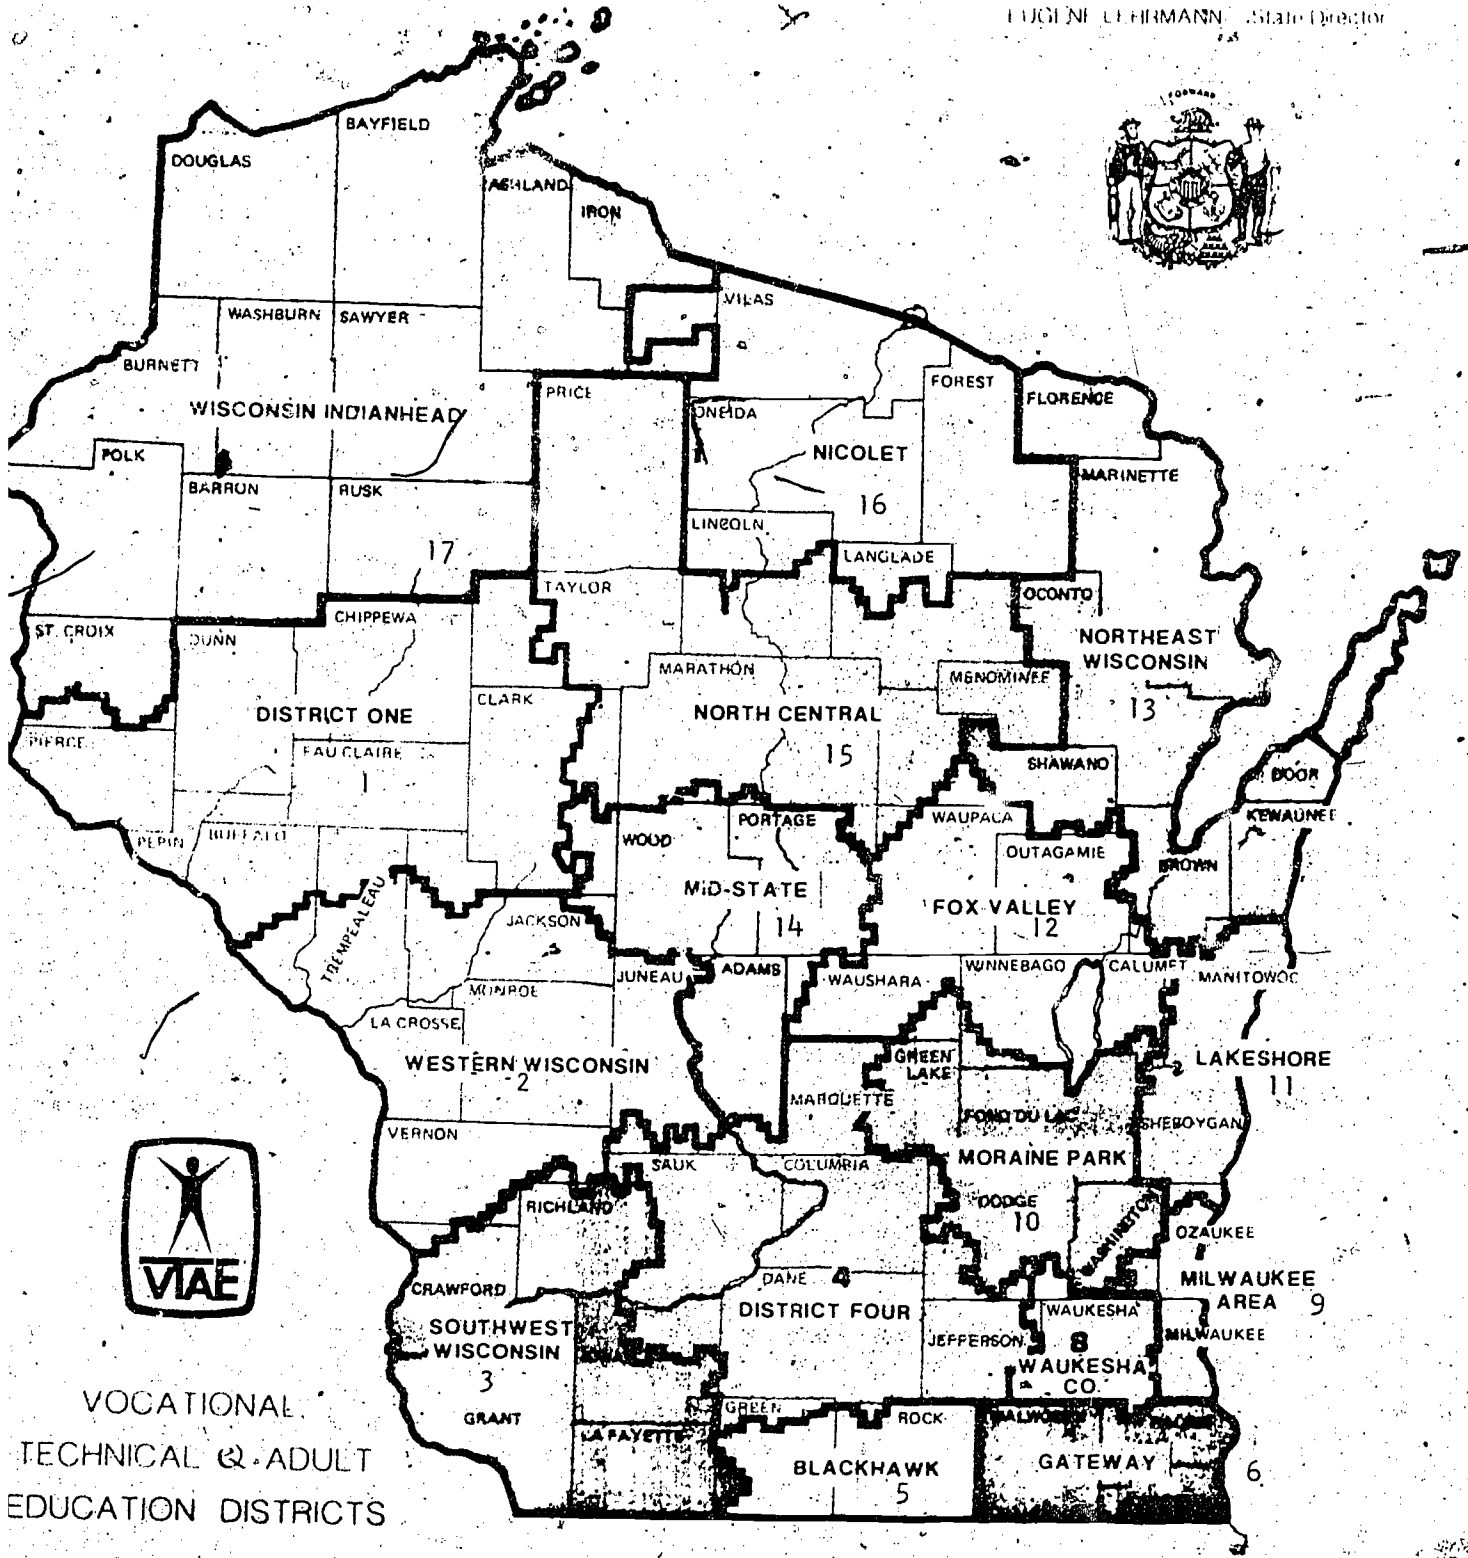 EUGENE LEHRMANN State Director
FORWARD
BAYFIELD
DOUGLAS
ASHLAND
IRON
VILAS
WASHBURN
SAWYER
BURNETT
FOREST
PRICE
FLORENCE
WISCONSIN INDIANHEAD
ONEIDA
POLK
NICOLET
MARINETTE
BARRON
RUSK
16
LINCOLN
17
LANGLADE
TAYLOR
OCONTO
CHIPPEWA
ST. CROIX
DUNN
NORTHEAST
WISCONSIN
13
MARATHON
MENOMINEE
CLARK
DISTRICT ONE
NORTH CENTRAL
PIERCE
EAU CLAIRE
15
1
SHAWANO
DOOR
KEWAUNEE
PORTAGE
WAUPACA
WOOD
PEPIN
BUFFALO
OUTAGAMIE
BROWN
MID-STATE
14
FOX VALLEY
12
TREMPEALEAU
JACKSON
JUNEAU
ADAMS
WAUSHARA
WINNEBAGO
CALUMET
MANITOWOC
MONROE
LA CROSSE
WESTERN WISCONSIN
2
GREEN
LAKE
LAKESHORE
11
MARQUETTE
FOND DU LAC
SHEBOYGAN
VERNON
SAUK
COLUMBIA
MORAINE PARK
RICHLAND
DODGE
10
WASHINGTON
OZAUKEE
CRAWFORD
DANE
4
DISTRICT FOUR
MILWAUKEE
AREA
9
VTAE
SOUTHWEST
WISCONSIN
3
IOWA
JEFFERSON
WAUKESHA
8
WAUKESHA
CO.
MILWAUKEE
GRANT
LA FAYETTE
GREEN
ROCK
WALWORTH
RACINE
BLACKHAWK
5
GATEWAY
6
VOCATIONAL
TECHNICAL & ADULT
EDUCATION DISTRICTS